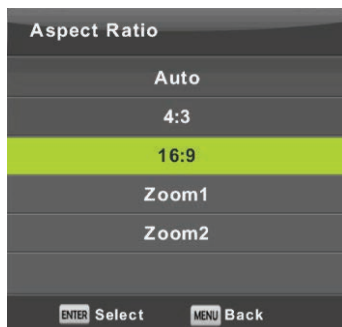 Aspect Ratio
Auto
4:3
16:9
Zoom1
Zoom2
ENTER Select MENU Back